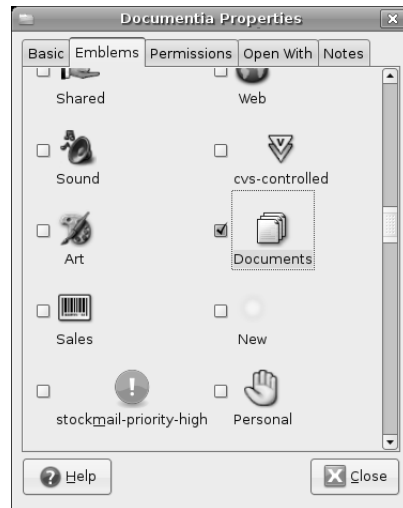 Documentia Properties
Basic Emblems Permissions Open With Notes
Shared Web
Sound cvs-controlled
Art Documents
Sales New
stockmail-priority-high Personal
Help Close